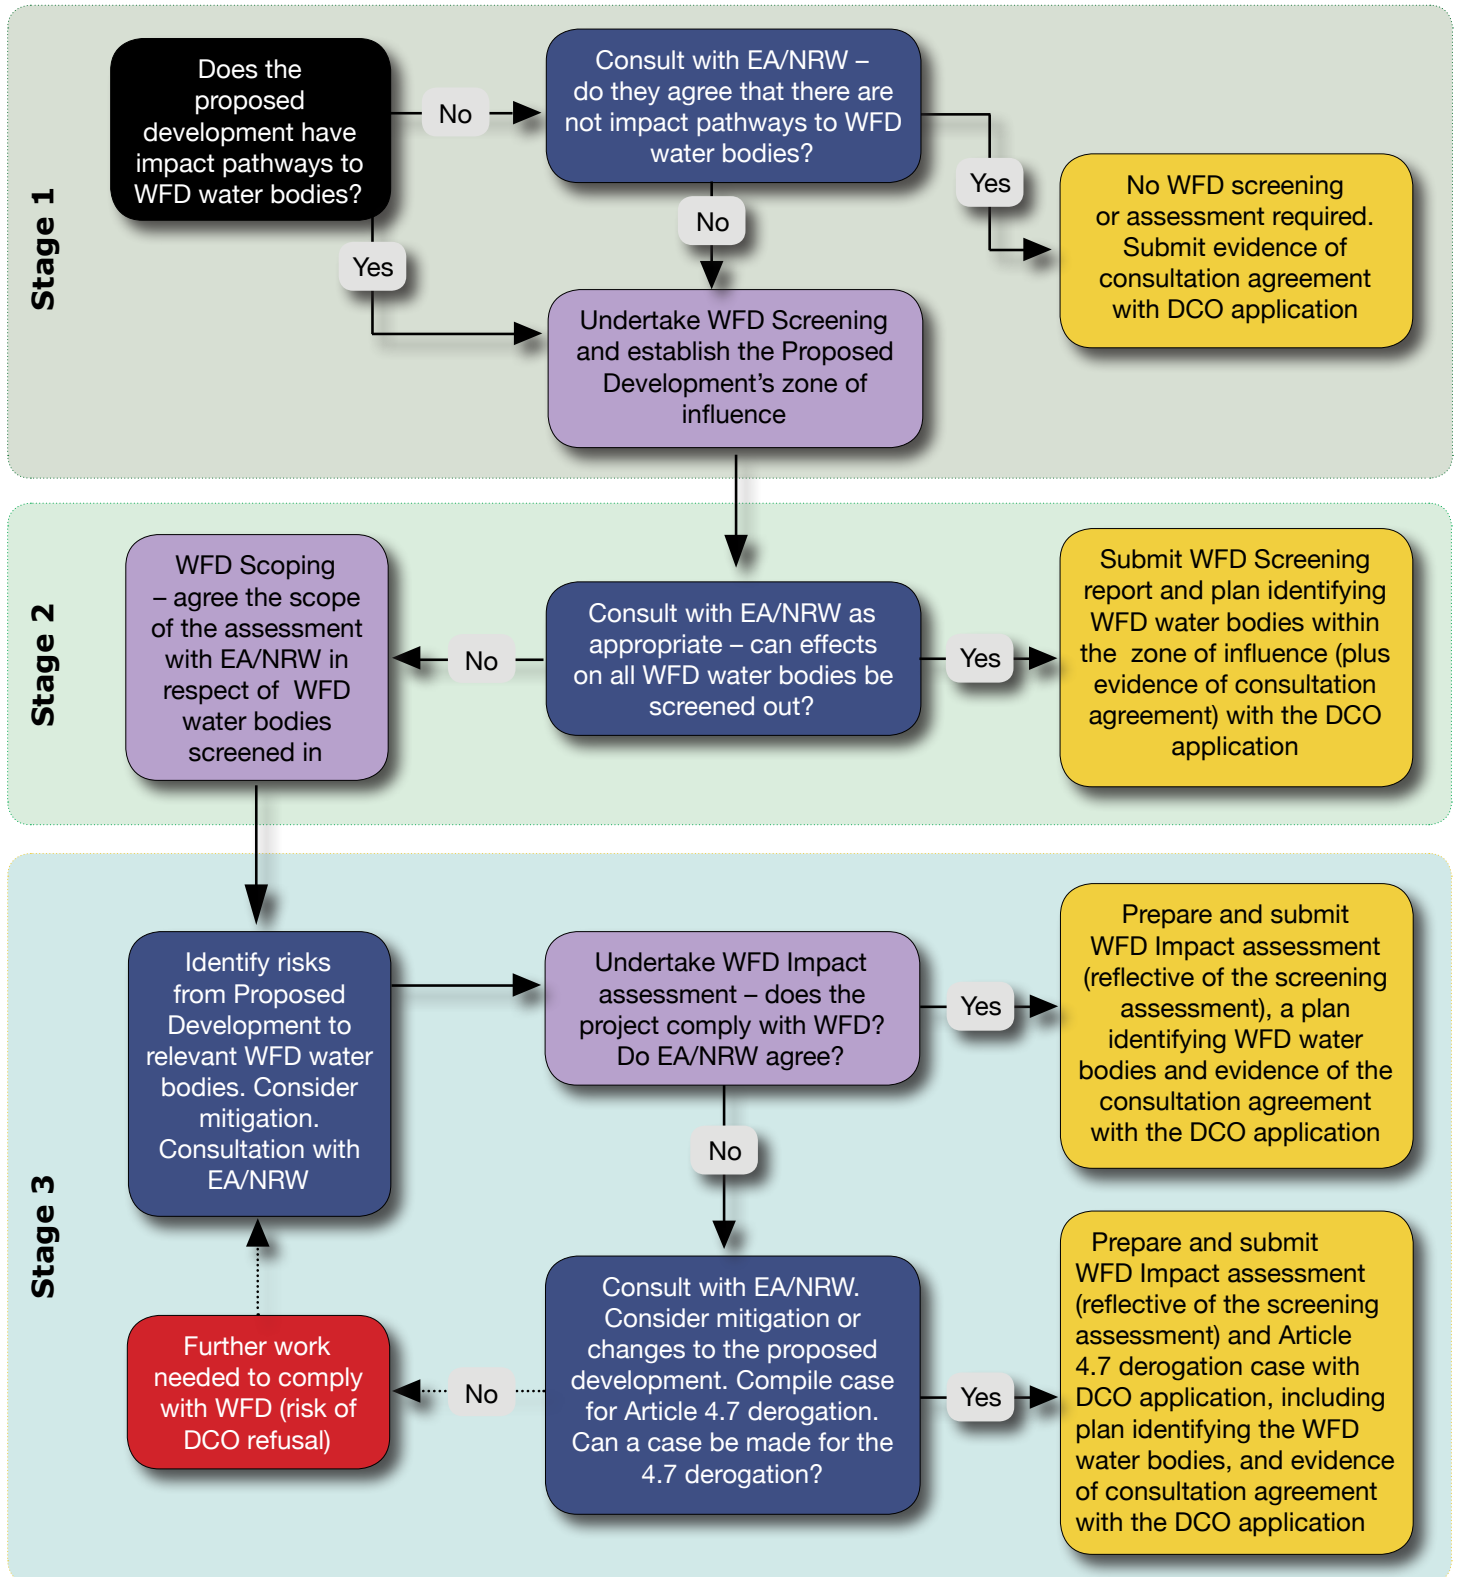 Stage 1
Does the
proposed
development have
impact pathways to
WFD water bodies?
No
Consult with EA/NRW –
do they agree that there are
not impact pathways to WFD
water bodies?
Yes
No WFD screening
or assessment required.
Submit evidence of
consultation agreement
with DCO application
No
Yes
Undertake WFD Screening
and establish the Proposed
Development’s zone of
influence
Stage 2
WFD Scoping
– agree the scope
of the assessment
with EA/NRW in
respect of WFD
water bodies
screened in
No
Consult with EA/NRW as
appropriate – can effects
on all WFD water bodies be
screened out?
Yes
Submit WFD Screening
report and plan identifying
WFD water bodies within
the zone of influence (plus
evidence of consultation
agreement) with the DCO
application
Stage 3
Identify risks
from Proposed
Development to
relevant WFD water
bodies. Consider
mitigation.
Consultation with
EA/NRW
Undertake WFD Impact
assessment – does the
project comply with WFD?
Do EA/NRW agree?
Yes
Prepare and submit
WFD Impact assessment
(reflective of the screening
assessment), a plan
identifying WFD water
bodies and evidence of the
consultation agreement
with the DCO application
No
Further work
needed to comply
with WFD (risk of
DCO refusal)
No
Consult with EA/NRW.
Consider mitigation or
changes to the proposed
development. Compile case
for Article 4.7 derogation.
Can a case be made for the
4.7 derogation?
Yes
Prepare and submit
WFD Impact assessment
(reflective of the screening
assessment) and Article
4.7 derogation case with
DCO application, including
plan identifying the WFD
water bodies, and evidence
of consultation agreement
with the DCO application